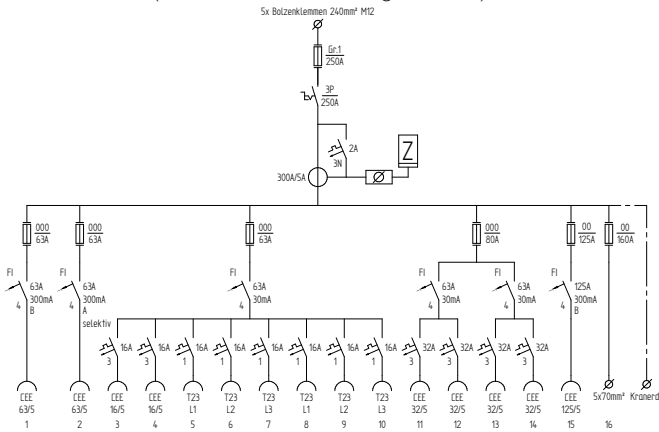 5x Bolzenklemmen 240mm² M12
Gr.1
250A
3P
250A
2A
3N
Z
300A/5A
000
63A
000
63A
000
63A
000
80A
00
125A
00
160A
FI
63A
300mA
4
B
FI
63A
300mA
4
A
selektiv
FI
63A
30mA
4
FI
63A
30mA
4
FI
63A
30mA
4
FI
125A
300mA
4
B
16A 16A 16A 16A 16A 16A 16A 16A 32A 32A 32A 32A
3 3 1 1 1 1 1 1 3 3 3 3
CEE CEE CEE CEE T23 T23 T23 T23 T23 T23 CEE CEE CEE CEE CEE 5x70mm² Kranerd
63/5 63/5 16/5 16/5 L1 L2 L3 L1 L2 L3 32/5 32/5 32/5 32/5 125/5
1 2 3 4 5 6 7 8 9 10 11 12 13 14 15 16